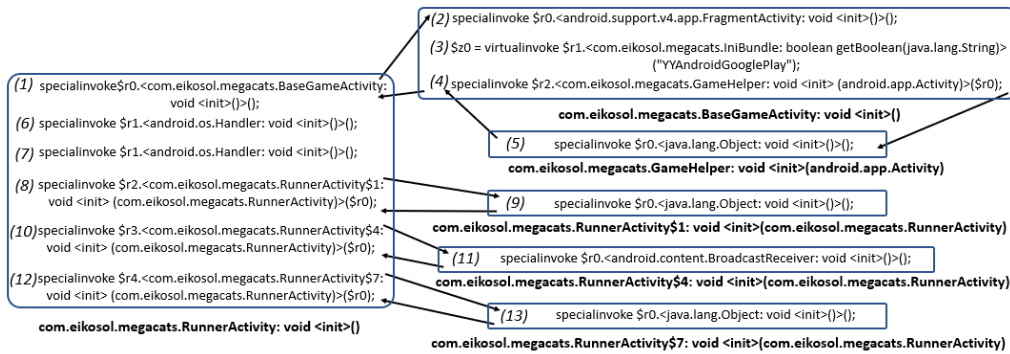 (1) specialinvoke$r0.<com.eikosol.megacats.BaseGameActivity:
void <init>()>();
(6) specialinvoke $r1.<android.os.Handler: void <init>()>();
(7) specialinvoke $r1.<android.os.Handler: void <init>()>();
(8) specialinvoke $r2.<com.eikosol.megacats.RunnerActivity$1:
void <init> (com.eikosol.megacats.RunnerActivity)>($r0);
(10) specialinvoke $r3.<com.eikosol.megacats.RunnerActivity$4:
void <init> (com.eikosol.megacats.RunnerActivity)>($r0);
(12) specialinvoke $r4.<com.eikosol.megacats.RunnerActivity$7:
void <init> (com.eikosol.megacats.RunnerActivity)>($r0);
com.eikosol.megacats.RunnerActivity: void <init>()
(2) specialinvoke $r0.<android.support.v4.app.FragmentActivity: void <init>()>();
(3) $z0 = virtualinvoke $r1.<com.eikosol.megacats.IniBundle: boolean getBoolean(java.lang.String)>
("YYAndroidGooglePlay");
(4) specialinvoke $r2.<com.eikosol.megacats.GameHelper: void <init> (android.app.Activity)>($r0);
com.eikosol.megacats.BaseGameActivity: void <init>()
(5) specialinvoke $r0.<java.lang.Object: void <init>()>();
com.eikosol.megacats.GameHelper: void <init>(android.app.Activity)
(9) specialinvoke $r0.<java.lang.Object: void <init>()>();
com.eikosol.megacats.RunnerActivity$1: void <init>(com.eikosol.megacats.RunnerActivity)
(11) specialinvoke $r0.<android.content.BroadcastReceiver: void <init>()>();
com.eikosol.megacats.RunnerActivity$4: void <init>(com.eikosol.megacats.RunnerActivity)
(13) specialinvoke $r0.<java.lang.Object: void <init>()>();
com.eikosol.megacats.RunnerActivity$7: void <init>(com.eikosol.megacats.RunnerActivity)